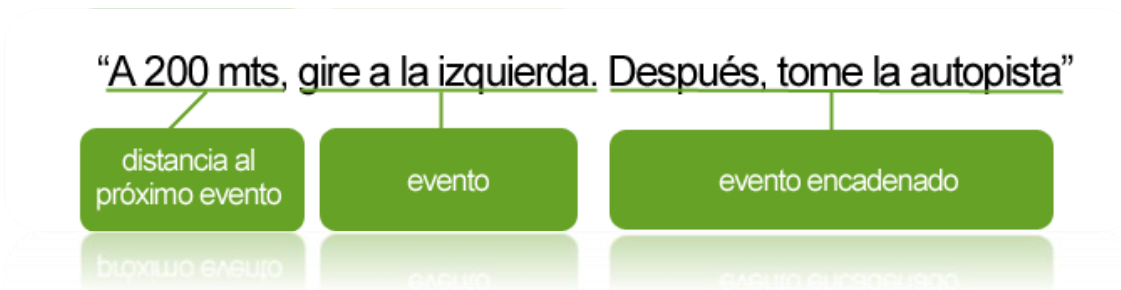 “A 200 mts, gire a la izquierda. Después, tome la autopista”
distancia al
próximo evento
evento
evento encadenado